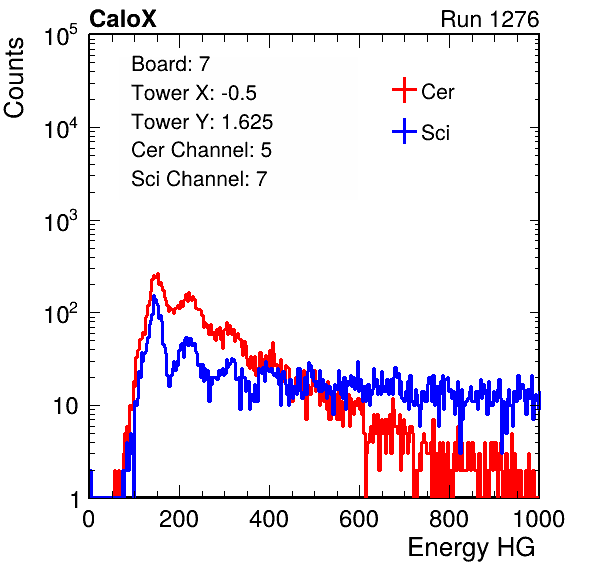 CaloX
Run 1276
Counts
Board: 7
Tower X: -0.5
Tower Y: 1.625
Cer Channel: 5
Sci Channel: 7
Cer
Sci
10^5
10^4
10^3
10^2
10
1
0 200 400 600 800 1000
Energy HG